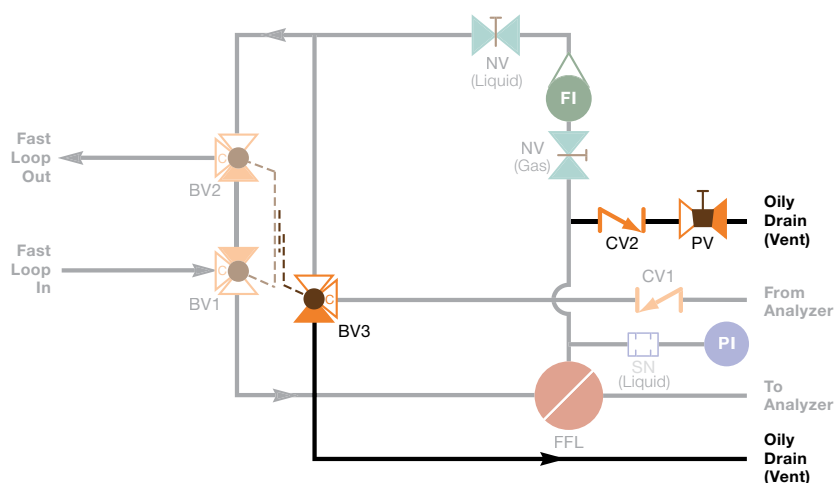 NV
(Liquid)
FI
NV
(Gas)
Fast
Loop
Out
C
BV2
Oily
Drain
(Vent)
CV2
PV
Fast
Loop
In
C
BV1
CV1
C
BV3
From
Analyzer
PI
SN
(Liquid)
To
Analyzer
FFL
Oily
Drain
(Vent)